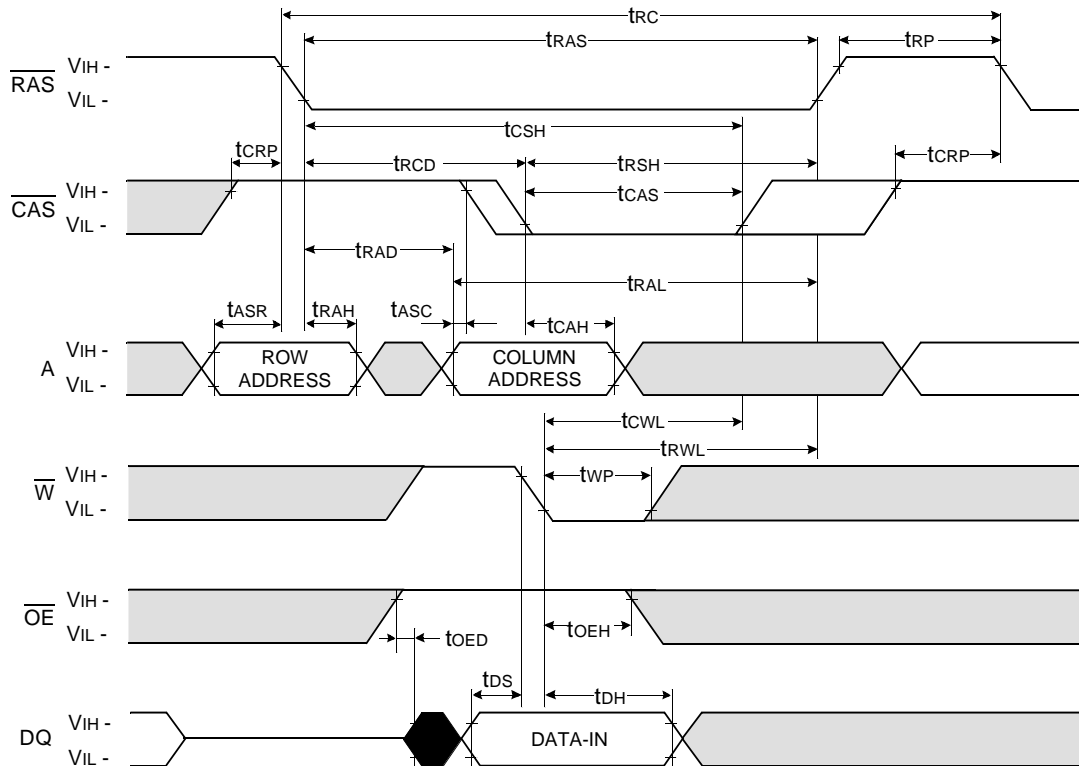 tRC
tRAS
tRP
RAS
VIH -
VIL -
tCSH
tCRP
tRCD
tRSH
tCRP
CAS
VIH -
VIL -
tCAS
tRAD
tRAL
tASR
tRAH
tASC
tCAH
A
VIH -
VIL -
ROW
ADDRESS
COLUMN
ADDRESS
tCWL
tRWL
W
VIH -
VIL -
tWP
OE
VIH -
VIL -
tOED
tOEH
tDS
tDH
DQ
VIH -
VIL -
DATA-IN